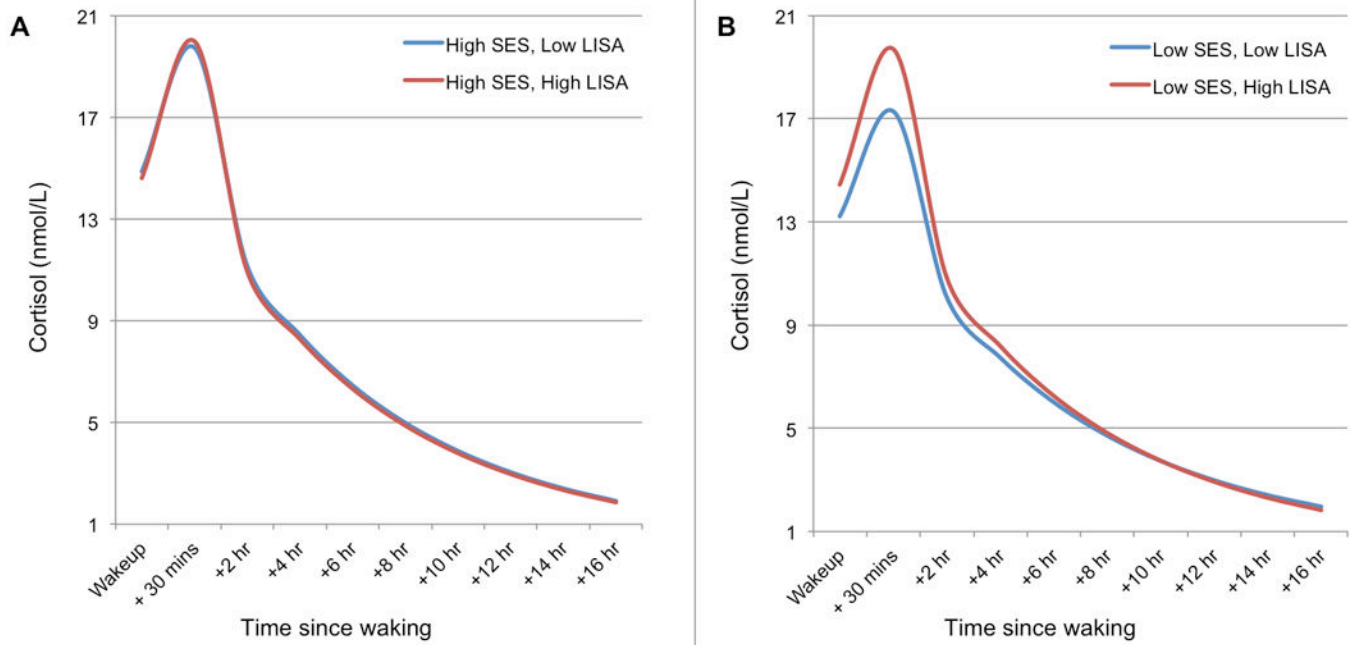 A
High SES, Low LISA
High SES, High LISA
Cortisol (nmol/L)
21
17
13
9
5
1
Wakeup
+ 30 mins
+2 hr
+4 hr
+6 hr
+8 hr
+10 hr
+12 hr
+14 hr
+16 hr
Time since waking
B
Low SES, Low LISA
Low SES, High LISA
Cortisol (nmol/L)
21
17
13
9
5
1
Wakeup
+ 30 mins
+2 hr
+4 hr
+6 hr
+8 hr
+10 hr
+12 hr
+14 hr
+16 hr
Time since waking